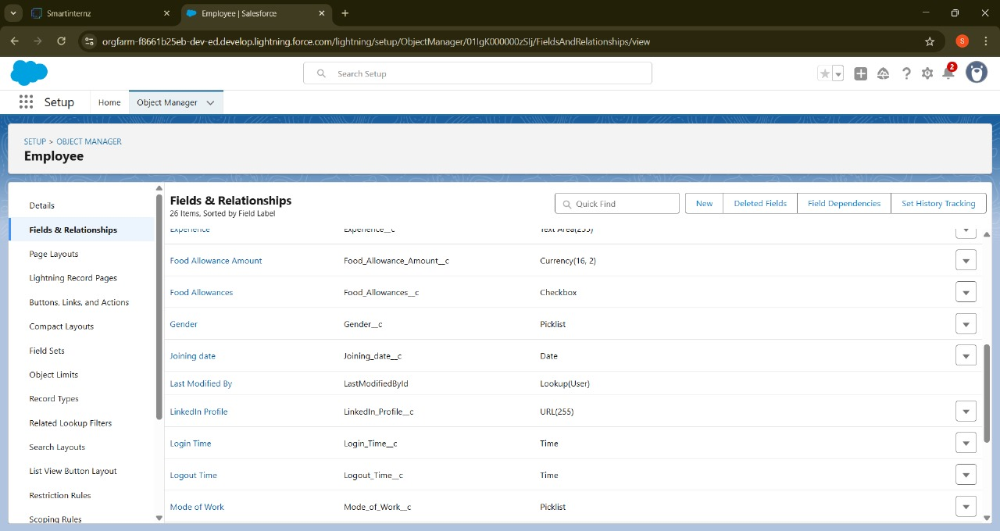 Smartinternz
Employee | Salesforce
orgfarm-f8661b25eb-dev-ed.develop.lightning.force.com/lightning/setup/ObjectManager/01IgK000000zSIj/FieldsAndRelationships/view
S
Search Setup
2
Setup
Home
Object Manager
SETUP > OBJECT MANAGER
Employee
Details
Fields & Relationships
Page Layouts
Lightning Record Pages
Buttons, Links, and Actions
Compact Layouts
Field Sets
Object Limits
Record Types
Related Lookup Filters
Search Layouts
List View Button Layout
Restriction Rules
Scoping Rules
Fields & Relationships
26 Items, Sorted by Field Label
Quick Find
New
Deleted Fields
Field Dependencies
Set History Tracking
Experience Experience__c Text Area(255)
Food Allowance Amount Food_Allowance_Amount__c Currency(16, 2)
Food Allowances Food_Allowances__c Checkbox
Gender Gender__c Picklist
Joining date Joining_date__c Date
Last Modified By LastModifiedById Lookup(User)
LinkedIn Profile LinkedIn_Profile__c URL(255)
Login Time Login_Time__c Time
Logout Time Logout_Time__c Time
Mode of Work Mode_of_Work__c Picklist